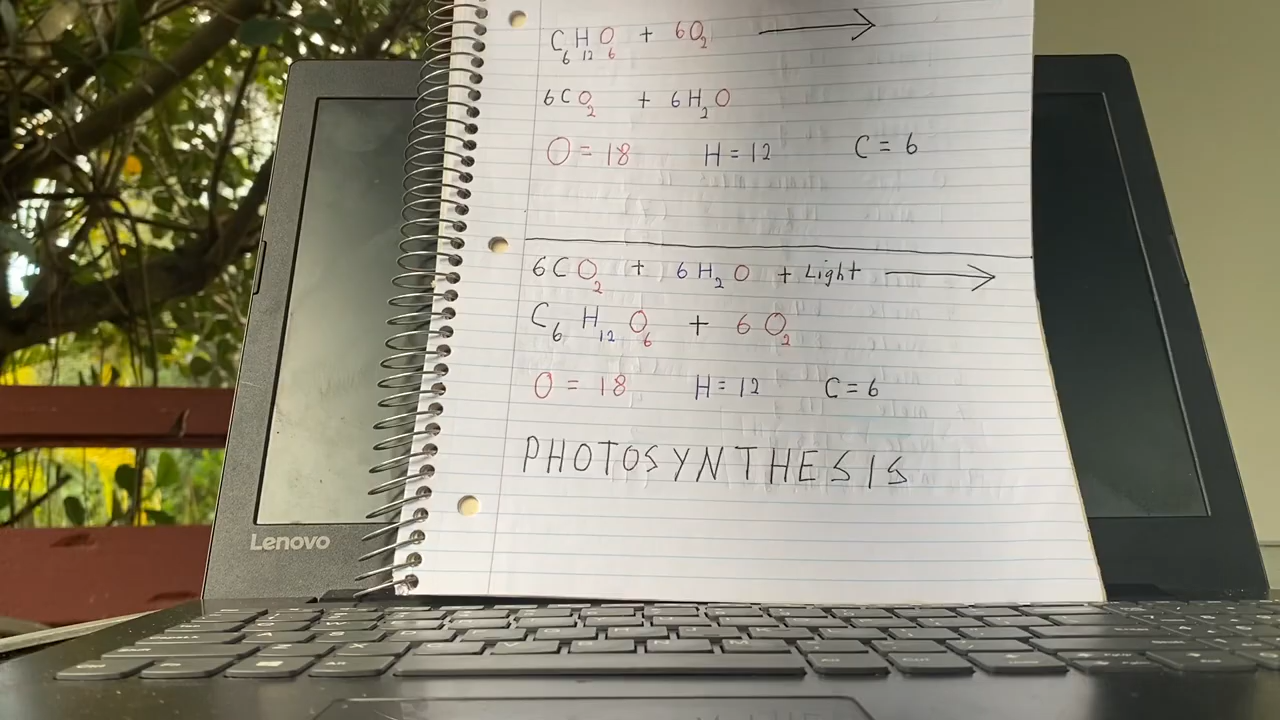 C₆H₁₂O₆ + 6O₂ →
6CO₂ + 6H₂O
O = 18 H = 12 C = 6
6CO₂ + 6H₂O + Light →
C₆H₁₂O₆ + 6O₂
O = 18 H = 12 C = 6
PHOTOSYNTHESIS
Lenovo